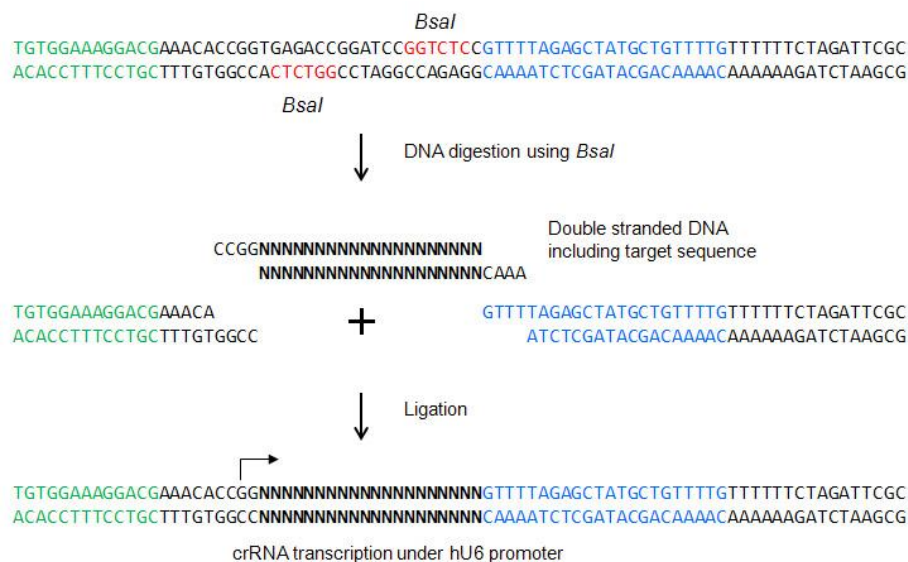 BsaI
TGTGGAAAGGACGAAACACCGGTGAGACCGGATCCGGTCTCCGTTTTAGAGCTATGCTGTTTTGTTTTTTCTAGATTCGC
ACACCTTTCCTGCTTTGTGGCCACTCTGGCCTAGGCCAGAGGCAAAATCTCGATACGACAAAACAAAAAAGATCTAAGCG
BsaI
DNA digestion using BsaI
CCGGNNNNNNNNNNNNNNNNNNNN
NNNNNNNNNNNNNNNNNNNNCAAA
Double stranded DNA
including target sequence
TGTGGAAAGGACGAAACA + GTTTTAGAGCTATGCTGTTTTGTTTTTTCTAGATTCGC
ACACCTTTCCTGCTTTGTGGCC ATCTCGATACGACAAAACAAAAAAGATCTAAGCG
Ligation
TGTGGAAAGGACGAAACACCGGNNNNNNNNNNNNNNNNNNNNGTTTTAGAGCTATGCTGTTTTGTTTTTTCTAGATTCGC
ACACCTTTCCTGCTTTGTGGCCNNNNNNNNNNNNNNNNNNNNCAAAATCTCGATACGACAAAACAAAAAAGATCTAAGCG
crRNA transcription under hU6 promoter